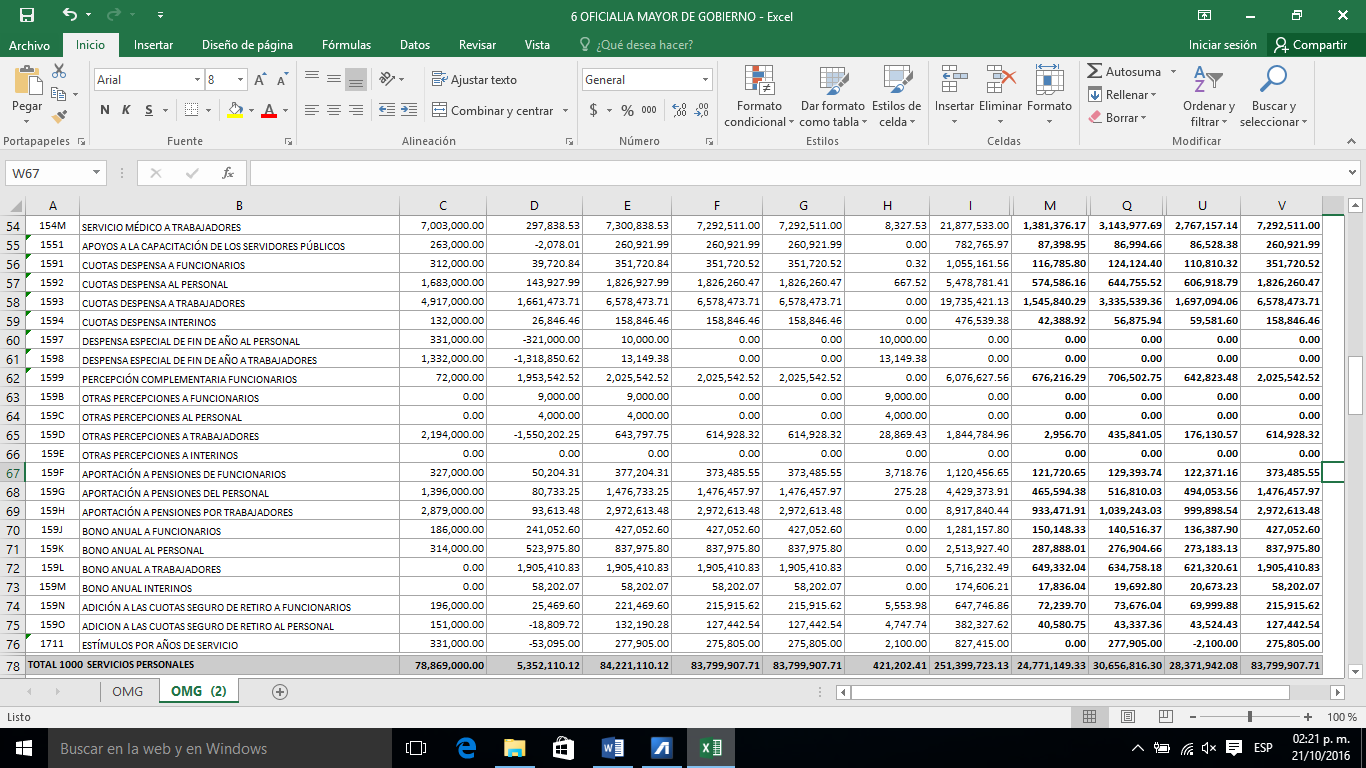 6 OFICIALIA MAYOR DE GOBIERNO - Excel
Archivo Inicio Insertar Diseño de página Fórmulas Datos Revisar Vista ¿Qué desea hacer? Iniciar sesión Compartir
Pegar Arial 8 Ajustar texto General Formato condicional Dar formato como tabla Estilos de celda Insertar Eliminar Formato Autosuma Rellenar Borrar Ordenar y filtrar Buscar y seleccionar
N K S Combinar y centrar $ % 000
Portapapeles Fuente Alineación Número Estilos Celdas Modificar
W67 fx
A B C D E F G H I M Q U V
54 154M SERVICIO MÉDICO A TRABAJADORES 7,003,000.00 297,838.53 7,300,838.53 7,292,511.00 7,292,511.00 8,327.53 21,877,533.00 1,381,376.17 3,143,977.69 2,767,157.14 7,292,511.00
55 1551 APOYOS A LA CAPACITACIÓN DE LOS SERVIDORES PÚBLICOS 263,000.00 -2,078.01 260,921.99 260,921.99 260,921.99 0.00 782,765.97 87,398.95 86,994.66 86,528.38 260,921.99
56 1591 CUOTAS DESPENSA A FUNCIONARIOS 312,000.00 39,720.84 351,720.84 351,720.52 351,720.52 0.32 1,055,161.56 116,785.80 124,124.40 110,810.32 351,720.52
57 1592 CUOTAS DESPENSA AL PERSONAL 1,683,000.00 143,927.99 1,826,927.99 1,826,260.47 1,826,260.47 667.52 5,478,781.41 574,586.16 644,755.52 606,918.79 1,826,260.47
58 1593 CUOTAS DESPENSA A TRABAJADORES 4,917,000.00 1,661,473.71 6,578,473.71 6,578,473.71 6,578,473.71 0.00 19,735,421.13 1,545,840.29 3,335,539.36 1,697,094.06 6,578,473.71
59 1594 CUOTAS DESPENSA INTERINOS 132,000.00 26,846.46 158,846.46 158,846.46 158,846.46 0.00 476,539.38 42,388.92 56,875.94 59,581.60 158,846.46
60 1597 DESPENSA ESPECIAL DE FIN DE AÑO AL PERSONAL 331,000.00 -321,000.00 10,000.00 0.00 0.00 10,000.00 0.00 0.00 0.00 0.00 0.00
61 1598 DESPENSA ESPECIAL DE FIN DE AÑO A TRABAJADORES 1,332,000.00 -1,318,850.62 13,149.38 0.00 0.00 13,149.38 0.00 0.00 0.00 0.00 0.00
62 1599 PERCEPCIÓN COMPLEMENTARIA FUNCIONARIOS 72,000.00 1,953,542.52 2,025,542.52 2,025,542.52 2,025,542.52 0.00 6,076,627.56 676,216.29 706,502.75 642,823.48 2,025,542.52
63 159B OTRAS PERCEPCIONES A FUNCIONARIOS 0.00 9,000.00 9,000.00 0.00 0.00 9,000.00 0.00 0.00 0.00 0.00 0.00
64 159C OTRAS PERCEPCIONES AL PERSONAL 0.00 4,000.00 4,000.00 0.00 0.00 4,000.00 0.00 0.00 0.00 0.00 0.00
65 159D OTRAS PERCEPCIONES A TRABAJADORES 2,194,000.00 -1,550,202.25 643,797.75 614,928.32 614,928.32 28,869.43 1,844,784.96 2,956.70 435,841.05 176,130.57 614,928.32
66 159E OTRAS PERCEPCIONES A INTERINOS 0.00 0.00 0.00 0.00 0.00 0.00 0.00 0.00 0.00 0.00 0.00
67 159F APORTACIÓN A PENSIONES DE FUNCIONARIOS 327,000.00 50,204.31 377,204.31 373,485.55 373,485.55 3,718.76 1,120,456.65 121,720.65 129,393.74 122,371.16 373,485.55
68 159G APORTACIÓN A PENSIONES DEL PERSONAL 1,396,000.00 80,733.25 1,476,733.25 1,476,457.97 1,476,457.97 275.28 4,429,373.91 465,594.38 516,810.03 494,053.56 1,476,457.97
69 159H APORTACIÓN A PENSIONES POR TRABAJADORES 2,879,000.00 93,613.48 2,972,613.48 2,972,613.48 2,972,613.48 0.00 8,917,840.44 933,471.91 1,039,243.03 999,898.54 2,972,613.48
70 159J BONO ANUAL A FUNCIONARIOS 186,000.00 241,052.60 427,052.60 427,052.60 427,052.60 0.00 1,281,157.80 150,148.33 140,516.37 136,387.90 427,052.60
71 159K BONO ANUAL AL PERSONAL 314,000.00 523,975.80 837,975.80 837,975.80 837,975.80 0.00 2,513,927.40 287,888.01 276,904.66 273,183.13 837,975.80
72 159L BONO ANUAL A TRABAJADORES 0.00 1,905,410.83 1,905,410.83 1,905,410.83 1,905,410.83 0.00 5,716,232.49 649,332.04 634,758.18 621,320.61 1,905,410.83
73 159M BONO ANUAL INTERINOS 0.00 58,202.07 58,202.07 58,202.07 58,202.07 0.00 174,606.21 17,836.04 19,692.80 20,673.23 58,202.07
74 159N ADICIÓN A LAS CUOTAS SEGURO DE RETIRO A FUNCIONARIOS 196,000.00 25,469.60 221,469.60 215,915.62 215,915.62 5,553.98 647,746.86 72,239.70 73,676.04 69,999.88 215,915.62
75 159O ADICION A LAS CUOTAS SEGURO DE RETIRO AL PERSONAL 151,000.00 -18,809.72 132,190.28 127,442.54 127,442.54 4,747.74 382,327.62 40,580.75 43,337.36 43,524.43 127,442.54
76 1711 ESTÍMULOS POR AÑOS DE SERVICIO 331,000.00 -53,095.00 277,905.00 275,805.00 275,805.00 2,100.00 827,415.00 0.00 277,905.00 -2,100.00 275,805.00
78 TOTAL 1000 SERVICIOS PERSONALES 78,869,000.00 5,352,110.12 84,221,110.12 83,799,907.71 83,799,907.71 421,202.41 251,399,723.13 24,771,149.33 30,656,816.30 28,371,942.08 83,799,907.71
OMG OMG (2)
Listo 100 %
Buscar en la web y en Windows ESP 02:21 p. m.
21/10/2016